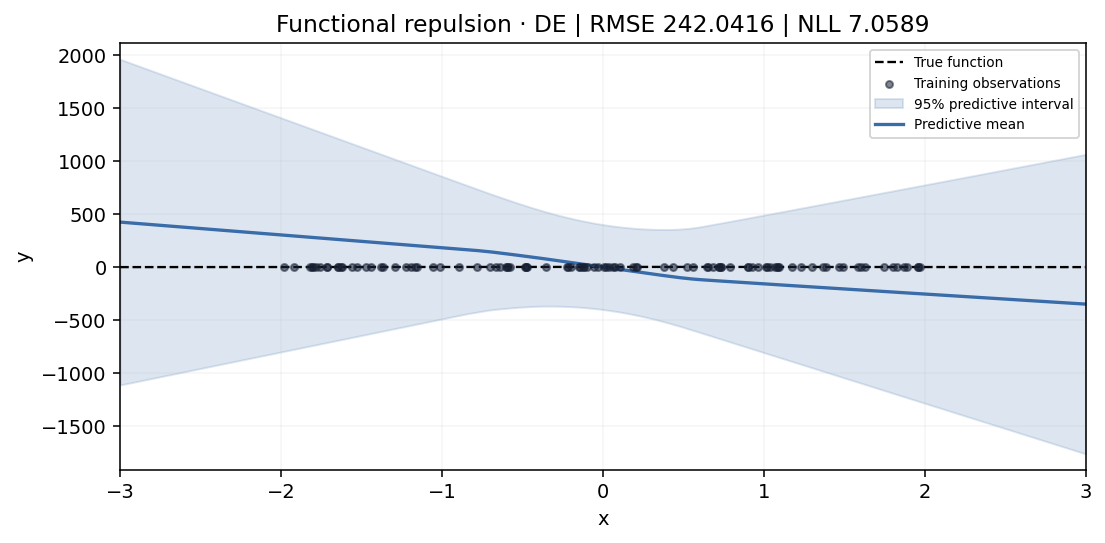 Functional repulsion · DE | RMSE 242.0416 | NLL 7.0589
True function
Training observations
95% predictive interval
Predictive mean
2000
1500
1000
500
0
−500
−1000
−1500
y
−3 −2 −1 0 1 2 3
x